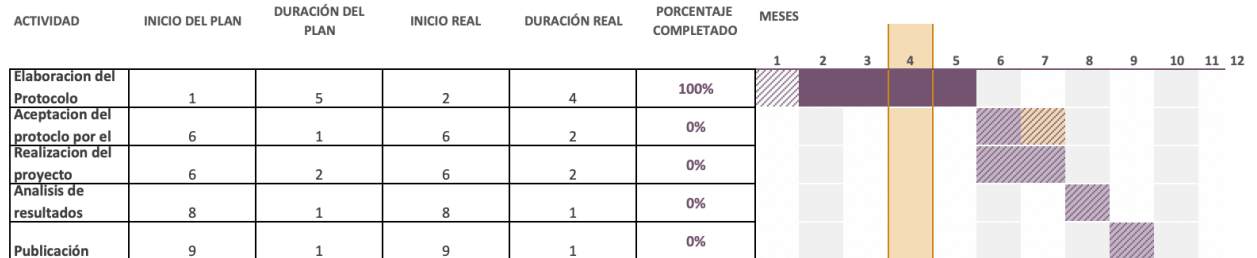 ACTIVIDAD INICIO DEL PLAN DURACIÓN DEL PLAN INICIO REAL DURACIÓN REAL PORCENTAJE COMPLETADO MESES
1 2 3 4 5 6 7 8 9 10 11 12
Elaboracion del Protocolo 1 5 2 4 100%
Aceptacion del protoclo por el 6 1 6 2 0%
Realizacion del proyecto 6 2 6 2 0%
Analisis de resultados 8 1 8 1 0%
Publicación 9 1 9 1 0%